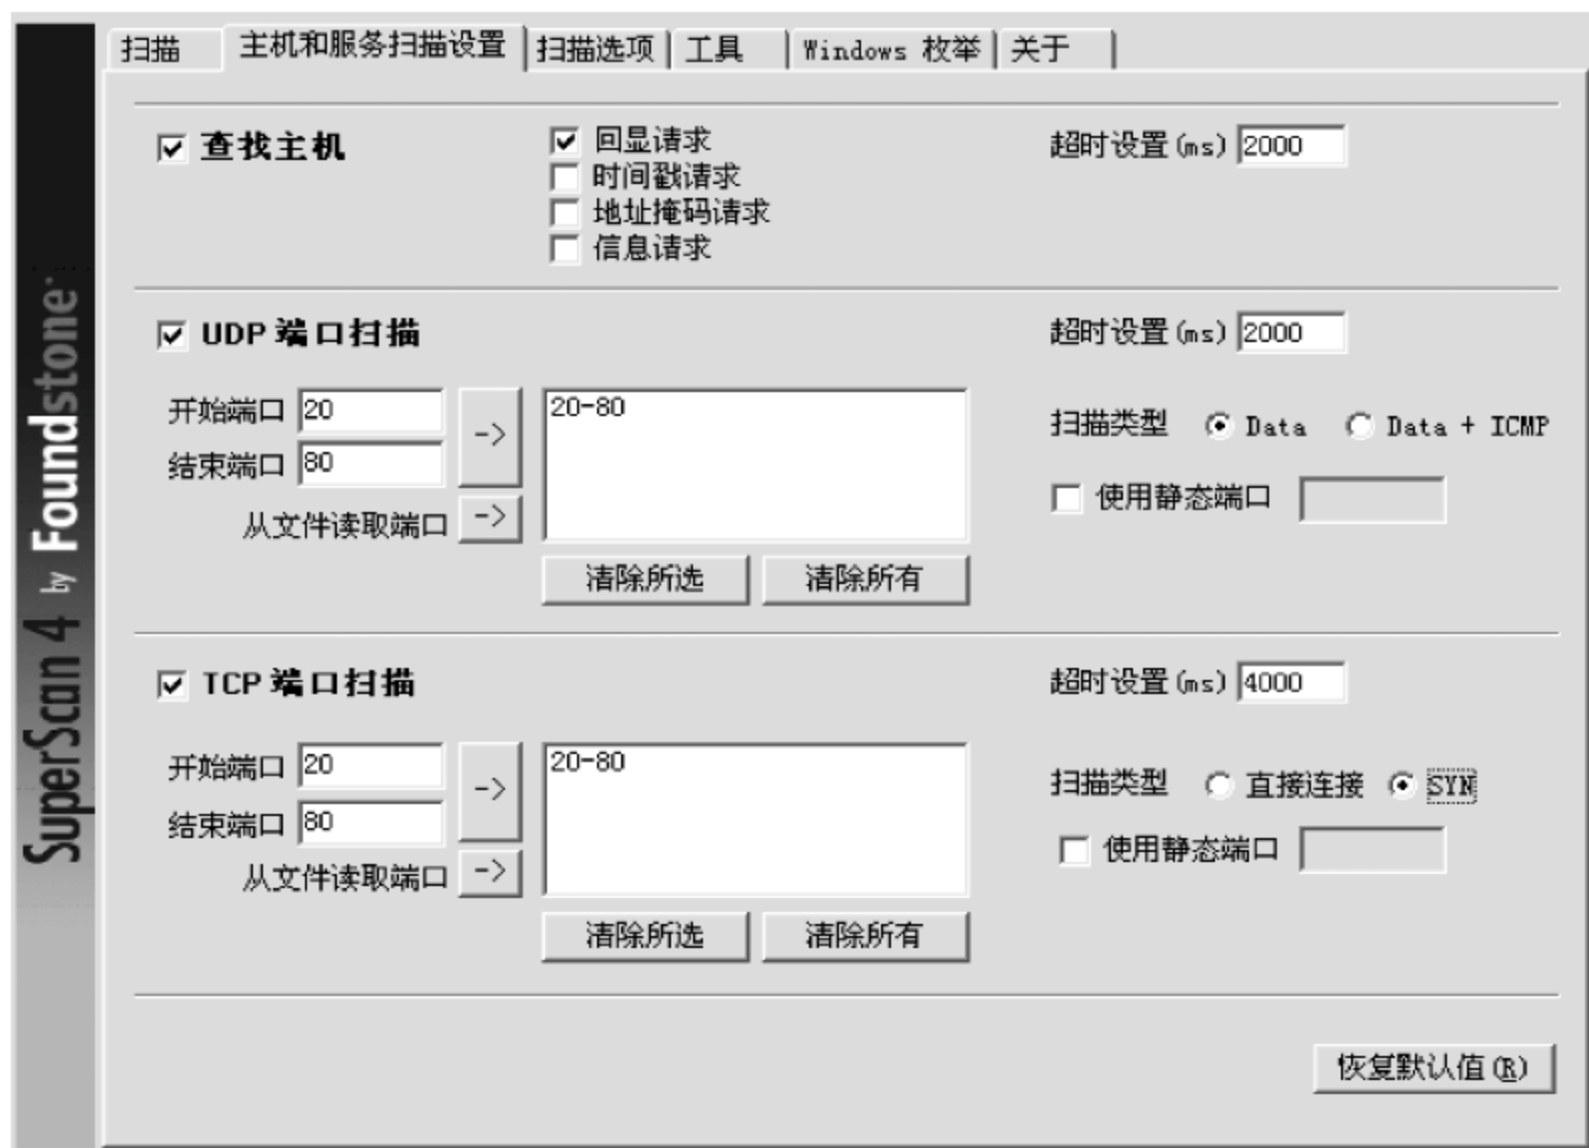 扫描 主机和服务扫描设置 扫描选项 工具 Windows 枚举 关于
查找主机 回显请求 超时设置(ms) 2000
时间戳请求
地址掩码请求
信息请求
UDP 端口扫描 超时设置(ms) 2000
开始端口 20 -> 20-80 扫描类型 Data Data + ICMP
结束端口 80 使用静态端口
从文件读取端口 ->
清除所选 清除所有
TCP 端口扫描 超时设置(ms) 4000
开始端口 20 -> 20-80 扫描类型 直接连接 SYN
结束端口 80 使用静态端口
从文件读取端口 ->
清除所选 清除所有
恢复默认值(R)
SuperScan 4 by Foundstone